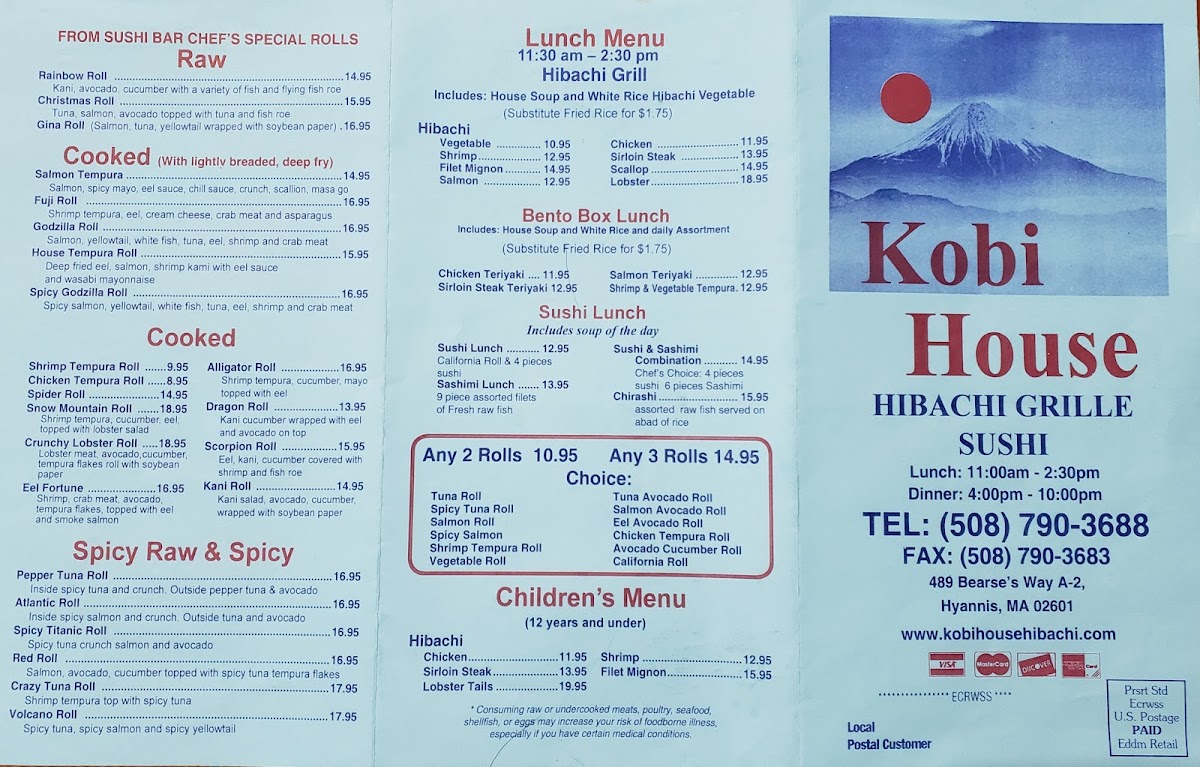 FROM SUSHI BAR CHEF'S SPECIAL ROLLS
Raw
Rainbow Roll ........ 14.95
Kani, avocado, cucumber with a variety of fish and flying fish roe
Christmas Roll ........ 15.95
Tuna, salmon, avocado topped with tuna and fish roe
Gina Roll (Salmon, tuna, yellowtail wrapped with soybean paper) . 16.95
Cooked (With lightly breaded, deep fry)
Salmon Tempura ........ 14.95
Salmon, spicy mayo, eel sauce, chill sauce, crunch, scallion, masa go
Fuji Roll ........ 16.95
Shrimp tempura, eel, cream cheese, crab meat and asparagus
Godzilla Roll ........ 16.95
Salmon, yellowtail, white fish, tuna, eel, shrimp and crab meat
House Tempura Roll ........ 15.95
Deep fried eel, salmon, shrimp kami with eel sauce
and wasabi mayonnaise
Spicy Godzilla Roll ........ 16.95
Spicy salmon, yellowtail, white fish, tuna, eel, shrimp and crab meat
Cooked
Shrimp Tempura Roll ....... 9.95
Chicken Tempura Roll ..... 8.95
Spider Roll ........ 14.95
Snow Mountain Roll ....... 18.95
Shrimp tempura, cucumber, eel,
topped with lobster salad
Crunchy Lobster Roll ..... 18.95
Lobster meat, avocado,cucumber,
tempura flakes roll with soybean
paper
Eel Fortune ........ 16.95
Shrimp, crab meat, avocado,
tempura flakes, topped with eel
and smoke salmon
Alligator Roll ........ 16.95
Shrimp tempura, cucumber, mayo
topped with eel
Dragon Roll ........ 13.95
Kani cucumber wrapped with eel
and avocado on top
Scorpion Roll ........ 15.95
Eel, kani, cucumber covered with
shrimp and fish roe
Kani Roll ........ 14.95
Kani salad, avocado, cucumber,
wrapped with soybean paper
Spicy Raw & Spicy
Pepper Tuna Roll ........ 16.95
Inside spicy tuna and crunch. Outside pepper tuna & avocado
Atlantic Roll ........ 16.95
Inside spicy salmon and crunch. Outside tuna and avocado
Spicy Titanic Roll ........ 16.95
Spicy tuna crunch salmon and avocado
Red Roll ........ 16.95
Salmon, avocado, cucumber topped with spicy tuna tempura flakes
Crazy Tuna Roll ........ 17.95
Shrimp tempura top with spicy tuna
Volcano Roll ........ 17.95
Spicy tuna, spicy salmon and spicy yellowtail
Lunch Menu
11:30 am – 2:30 pm
Hibachi Grill
Includes: House Soup and White Rice Hibachi Vegetable
(Substitute Fried Rice for $1.75)
Hibachi
Vegetable ........ 10.95
Shrimp ........ 12.95
Filet Mignon ........ 14.95
Salmon ........ 12.95
Chicken ........ 11.95
Sirloin Steak ........ 13.95
Scallop ........ 14.95
Lobster ........ 18.95
Bento Box Lunch
Includes: House Soup and White Rice and daily Assortment
(Substitute Fried Rice for $1.75)
Chicken Teriyaki .... 11.95
Sirloin Steak Teriyaki 12.95
Salmon Teriyaki ........ 12.95
Shrimp & Vegetable Tempura. 12.95
Sushi Lunch
Includes soup of the day
Sushi Lunch ........ 12.95
California Roll & 4 pieces
sushi
Sashimi Lunch ...... 13.95
9 piece assorted filets
of Fresh raw fish
Sushi & Sashimi
Combination ........ 14.95
Chef's Choice: 4 pieces
sushi 6 pieces Sashimi
Chirashi ........ 15.95
assorted raw fish served on
abad of rice
Any 2 Rolls 10.95 Any 3 Rolls 14.95
Choice:
Tuna Roll
Spicy Tuna Roll
Salmon Roll
Spicy Salmon
Shrimp Tempura Roll
Vegetable Roll
Tuna Avocado Roll
Salmon Avocado Roll
Eel Avocado Roll
Chicken Tempura Roll
Avocado Cucumber Roll
California Roll
Children's Menu
(12 years and under)
Hibachi
Chicken ........ 11.95
Sirloin Steak ........ 13.95
Lobster Tails ........ 19.95
Shrimp ........ 12.95
Filet Mignon ........ 15.95
* Consuming raw or undercooked meats, poultry, seafood,
shellfish, or eggs may increase your risk of foodborne illness,
especially if you have certain medical conditions.
Kobi
House
HIBACHI GRILLE
SUSHI
Lunch: 11:00am - 2:30pm
Dinner: 4:00pm - 10:00pm
TEL: (508) 790-3688
FAX: (508) 790-3683
489 Bearse's Way A-2,
Hyannis, MA 02601
www.kobihousehibachi.com
VISA MasterCard DISCOVER Card
**************** ECRWSS ****
Local
Postal Customer
Prsrt Std
Ecrwss
U.S. Postage
PAID
Eddm Retail